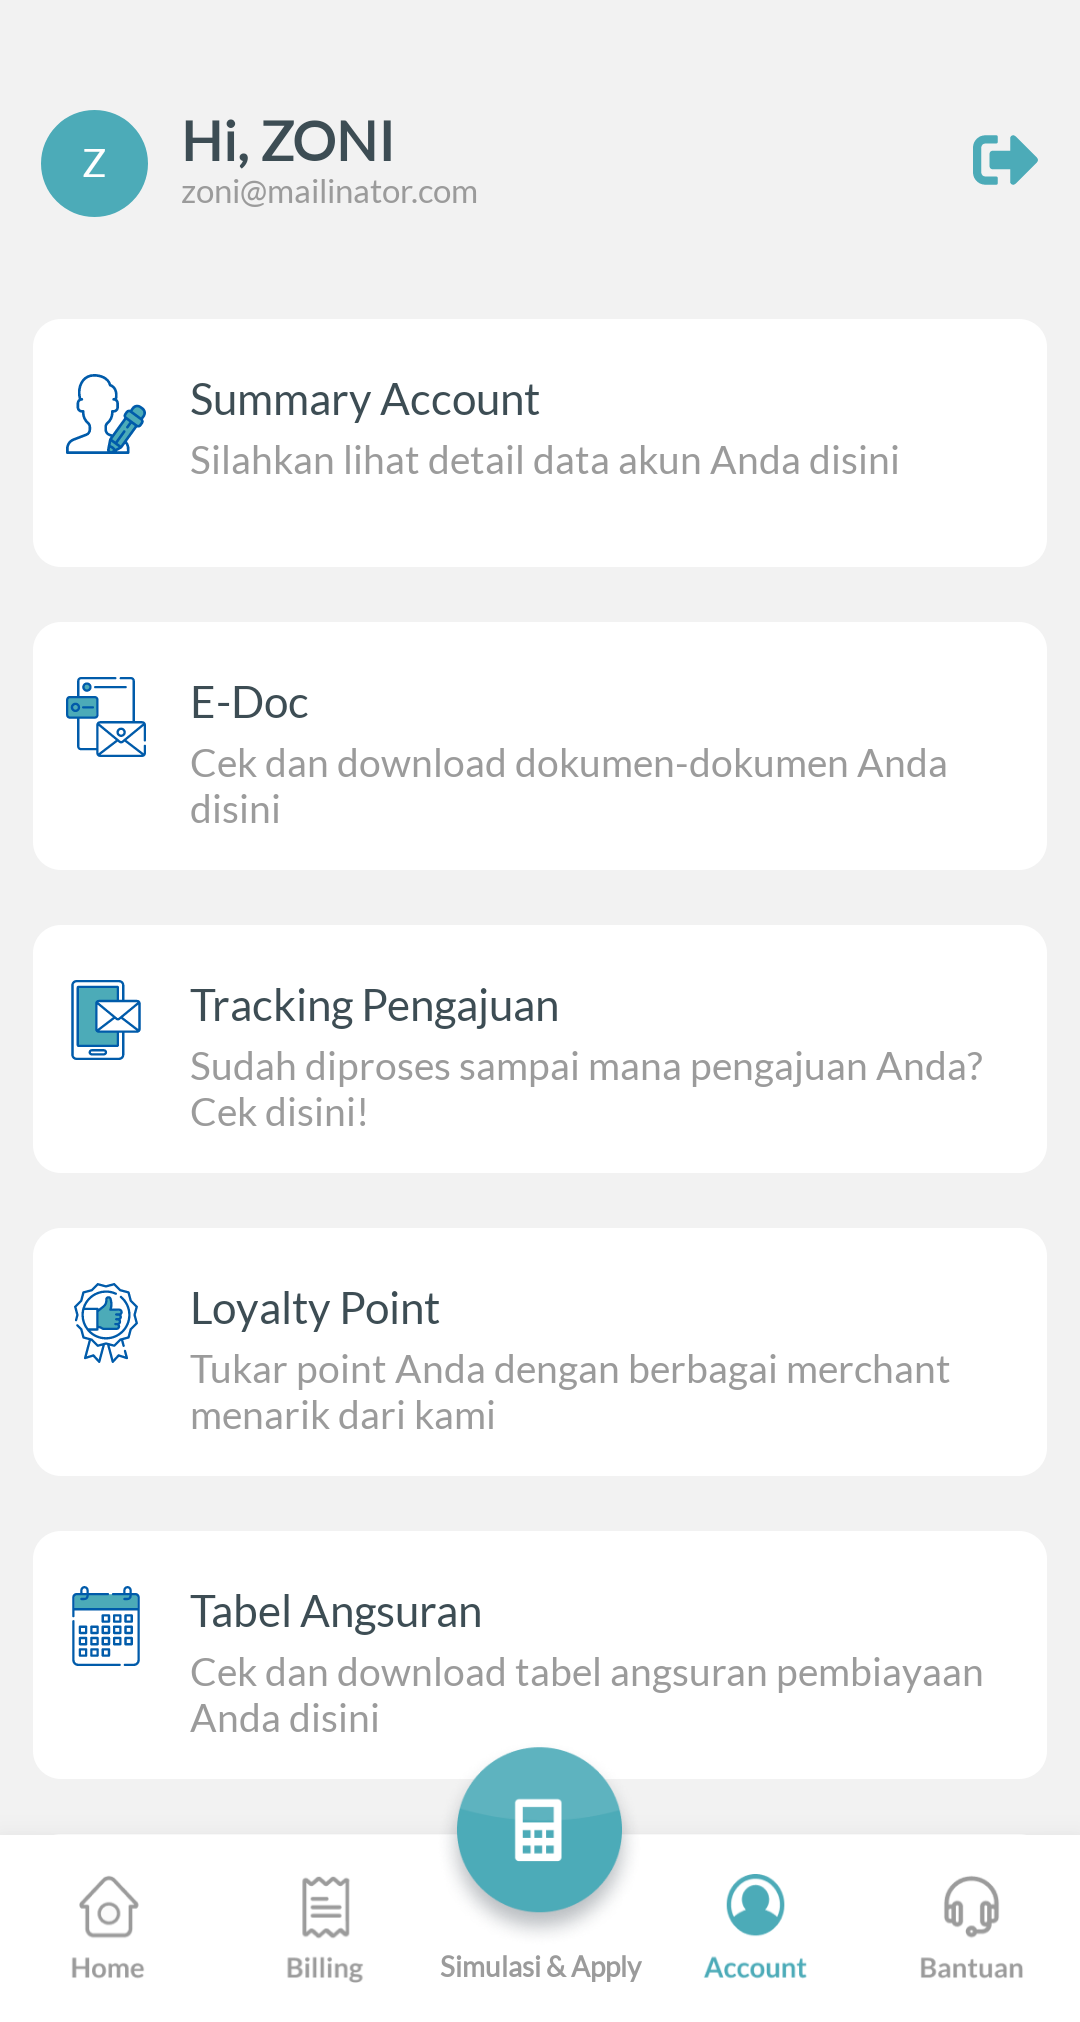 Z
Hi, ZONI
zoni@mailinator.com
Summary Account
Silahkan lihat detail data akun Anda disini
E-Doc
Cek dan download dokumen-dokumen Anda
disini
Tracking Pengajuan
Sudah diproses sampai mana pengajuan Anda?
Cek disini!
Loyalty Point
Tukar point Anda dengan berbagai merchant
menarik dari kami
Tabel Angsuran
Cek dan download tabel angsuran pembiayaan
Anda disini
Home
Billing
Simulasi & Apply
Account
Bantuan